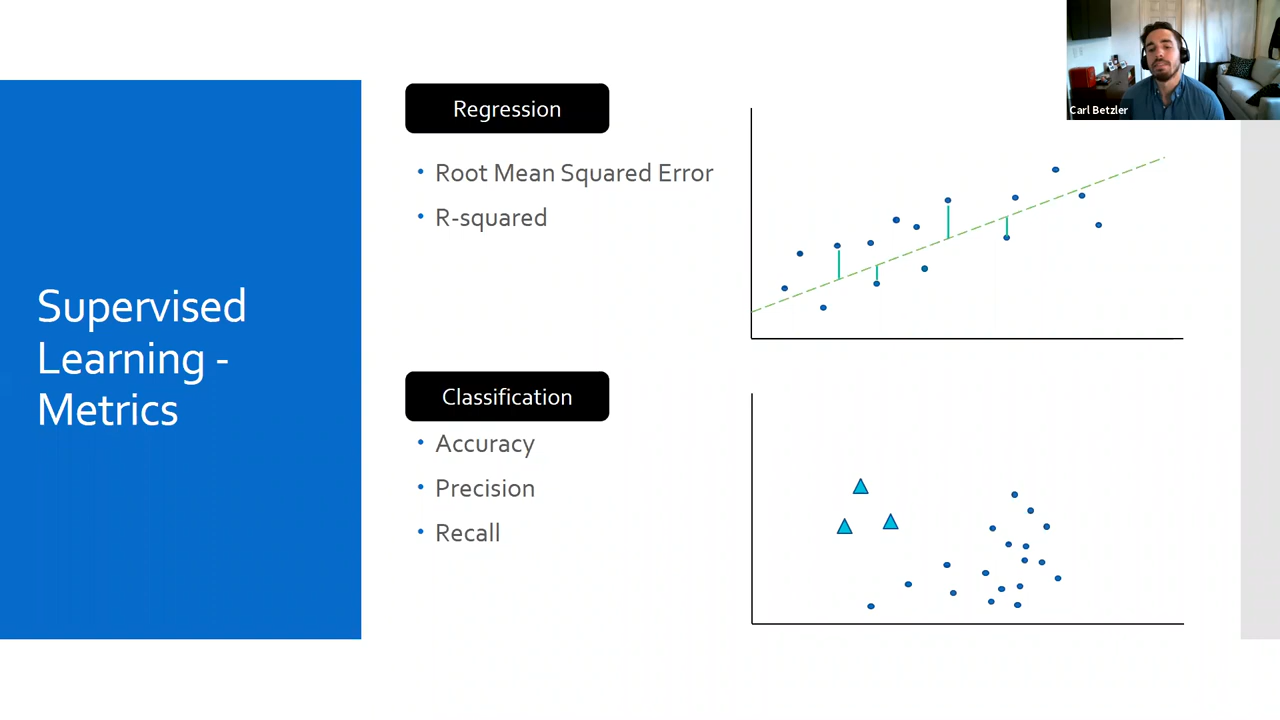 Supervised
Learning -
Metrics
Regression
• Root Mean Squared Error
• R-squared
Classification
• Accuracy
• Precision
• Recall
Carl Betzler